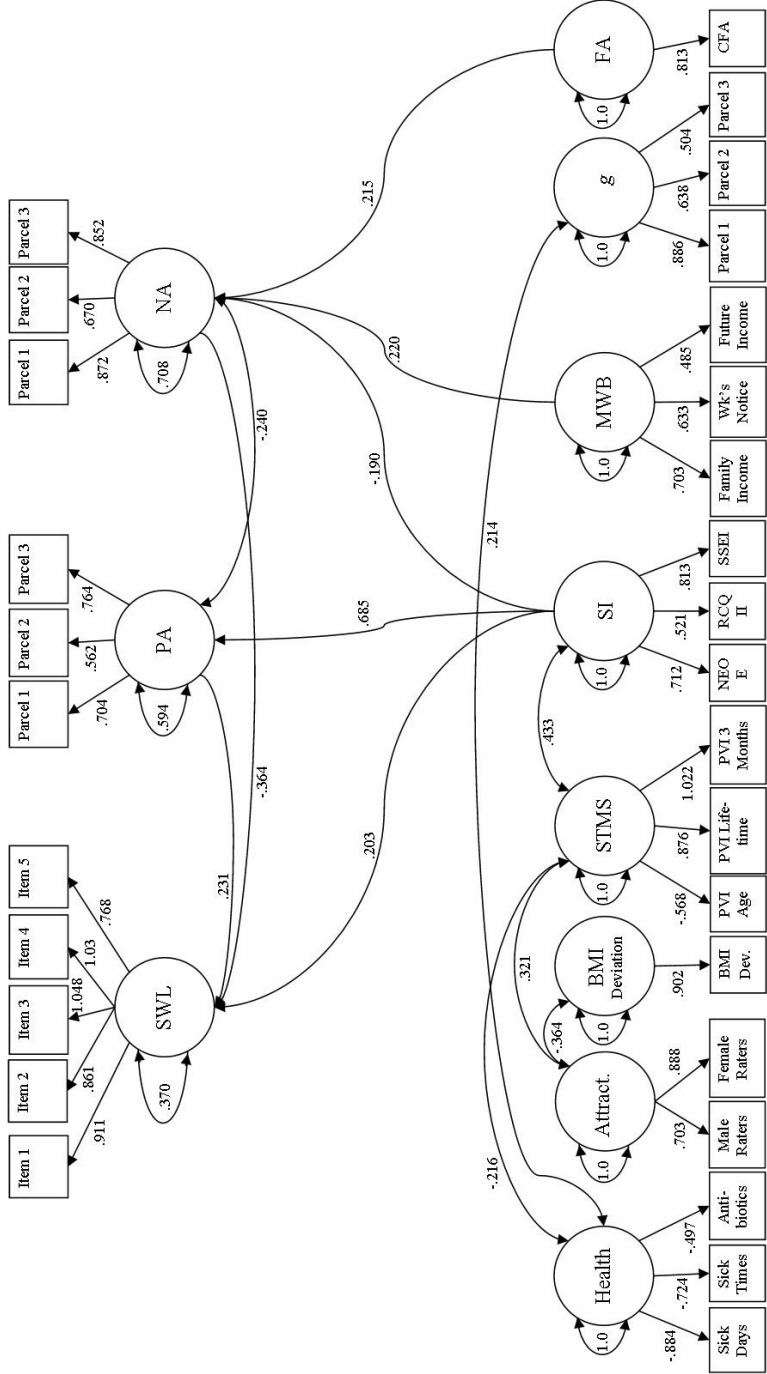 Item 1
Item 2
Item 3
Item 4
Item 5
.911
.861
1.048
1.03
.768
SWL
.370
Parcel 1
Parcel 2
Parcel 3
.704
.562
.764
PA
.594
Parcel 1
Parcel 2
Parcel 3
.872
.670
.852
NA
.708
.231
-.364
-.240
.203
.685
-.190
.220
.215
-.216
.214
.321
-.364
.433
Health
1.0
Attract.
1.0
BMI
Deviation
1.0
STMS
1.0
SI
1.0
MWB
1.0
g
1.0
FA
1.0
-.884
-.724
-.497
.703
.888
.902
-.568
.876
1.022
.712
.521
.813
.703
.633
.485
.886
.638
.504
.813
Sick
Days
Sick
Times
Anti-
biotics
Male
Raters
Female
Raters
BMI
Dev.
PVI
Age
PVI Life-
time
PVI 3
Months
NEO
E
RCQ
II
SSEI
Family
Income
Wk's
Notice
Future
Income
Parcel 1
Parcel 2
Parcel 3
CFA